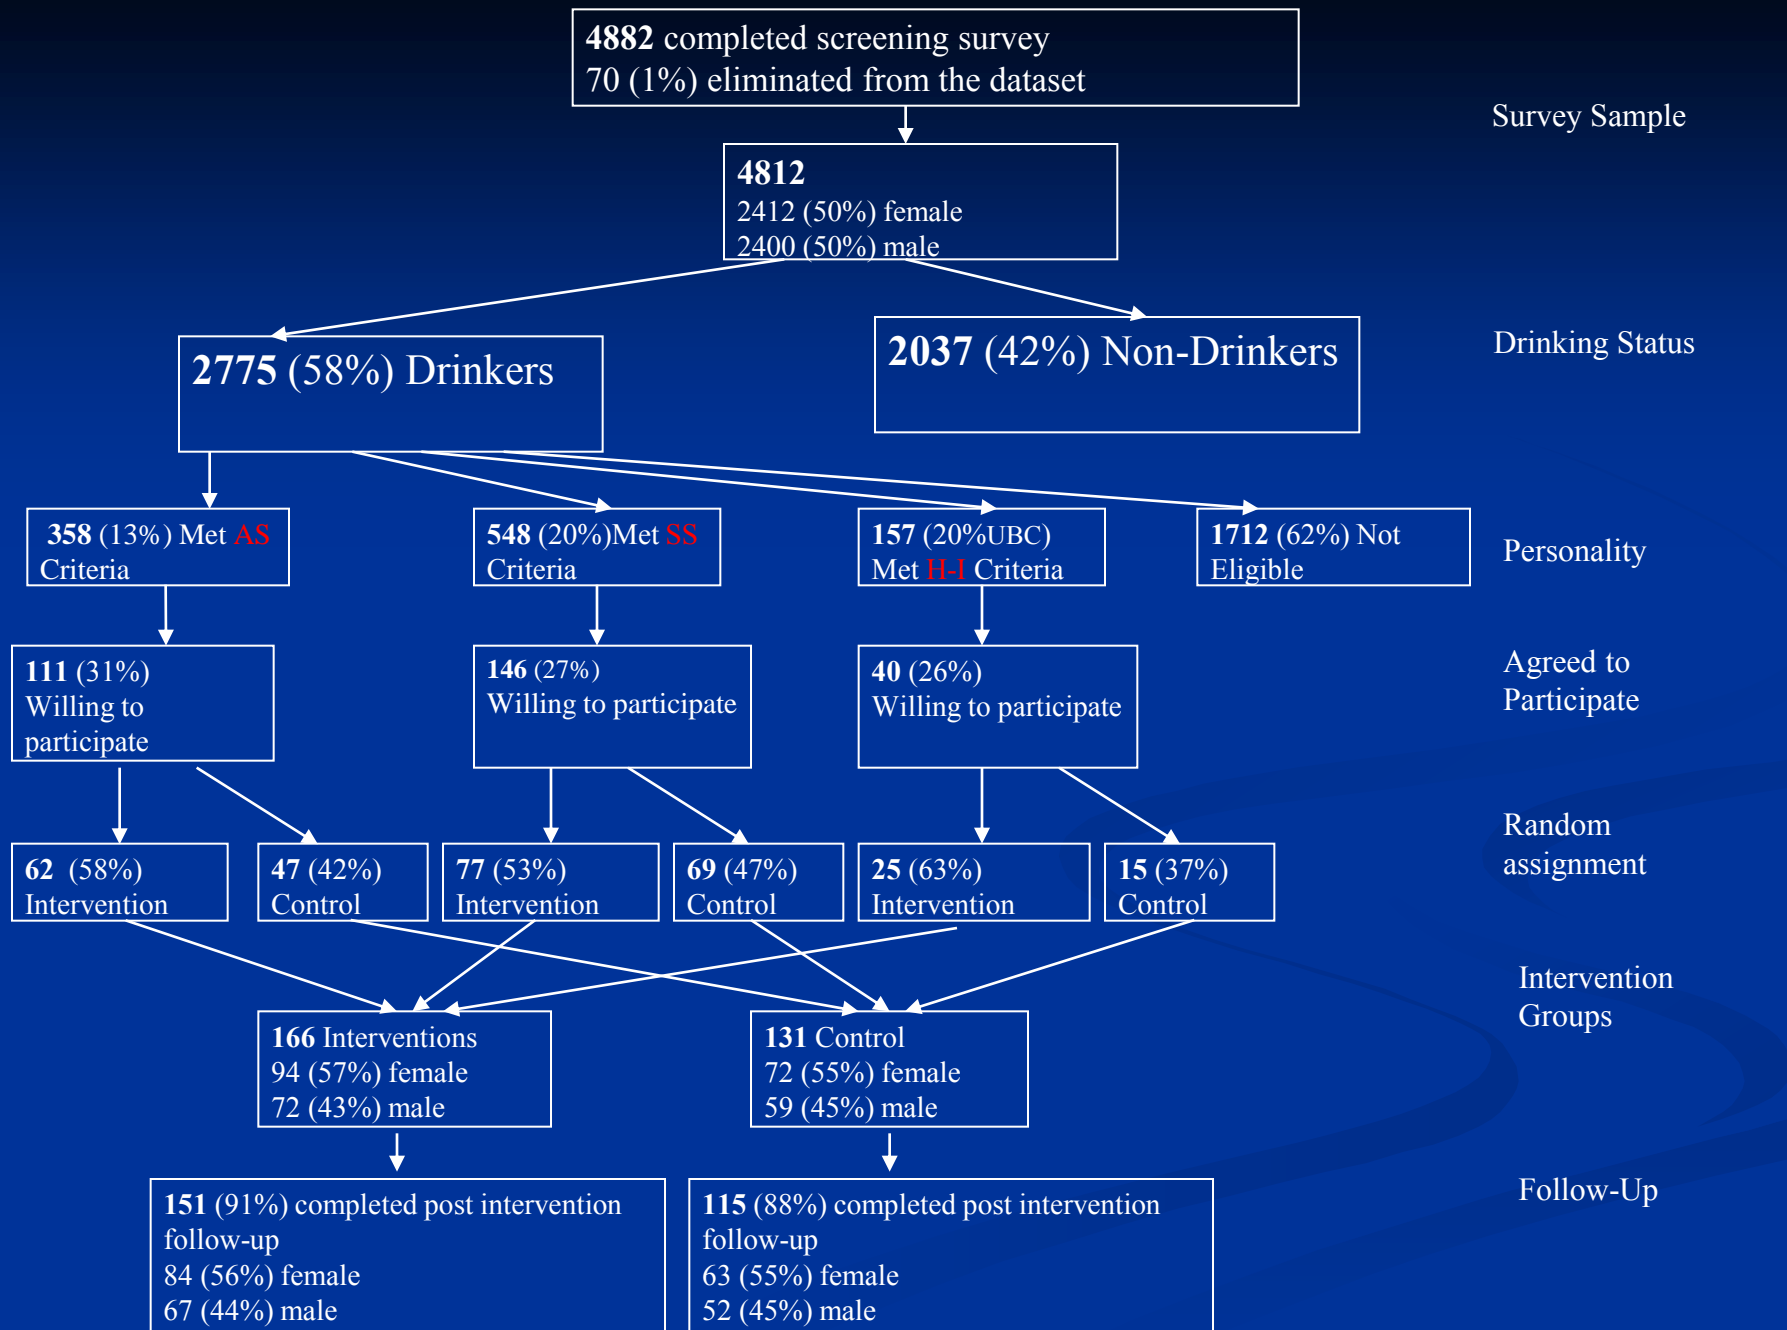 4882 completed screening survey
70 (1%) eliminated from the dataset
Survey Sample
4812
2412 (50%) female
2400 (50%) male
2775 (58%) Drinkers
2037 (42%) Non-Drinkers
Drinking Status
358 (13%) Met AS
Criteria
548 (20%)Met SS
Criteria
157 (20%UBC)
Met H-I Criteria
1712 (62%) Not
Eligible
Personality
111 (31%)
Willing to
participate
146 (27%)
Willing to participate
40 (26%)
Willing to participate
Agreed to
Participate
62 (58%)
Intervention
47 (42%)
Control
77 (53%)
Intervention
69 (47%)
Control
25 (63%)
Intervention
15 (37%)
Control
Random
assignment
166 Interventions
94 (57%) female
72 (43%) male
131 Control
72 (55%) female
59 (45%) male
Intervention
Groups
151 (91%) completed post intervention
follow-up
84 (56%) female
67 (44%) male
115 (88%) completed post intervention
follow-up
63 (55%) female
52 (45%) male
Follow-Up